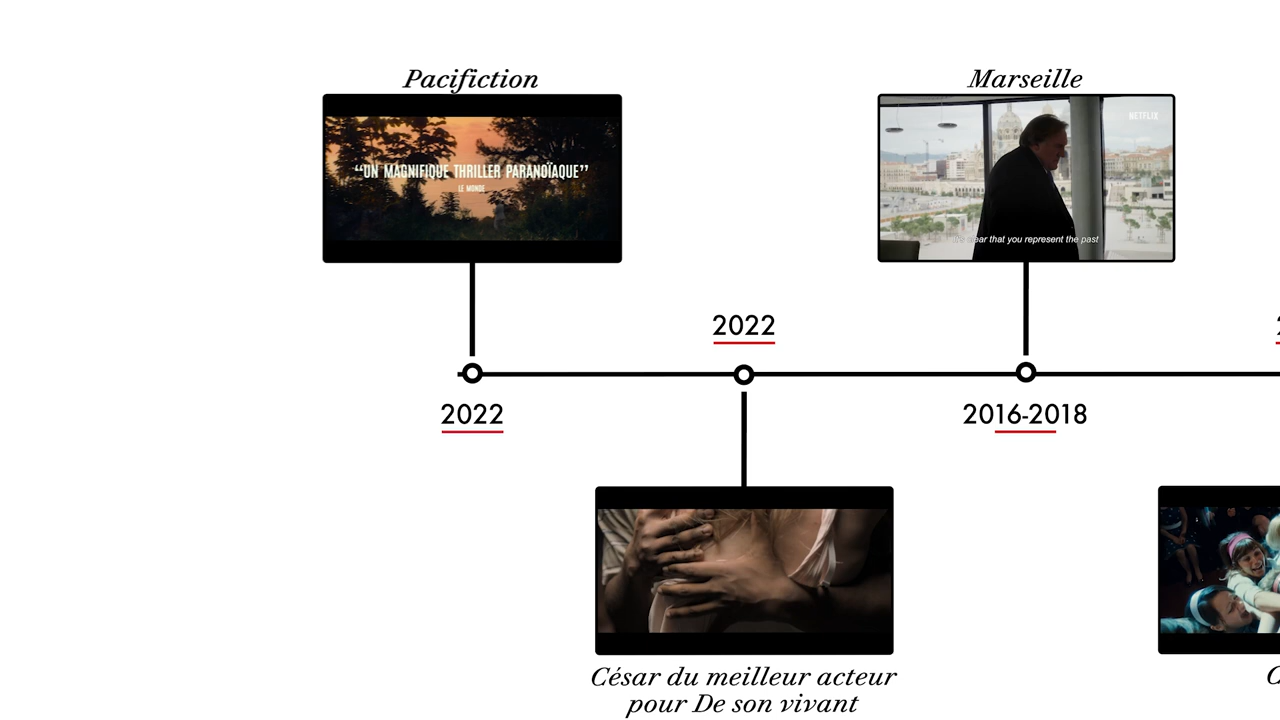 Pacifiction
“UN MAGNIFIQUE THRILLER PARANOÏAQUE”
LE MONDE
2022
2022
César du meilleur acteur
pour De son vivant
Marseille
NETFLIX
that you represent the past
2016-2018